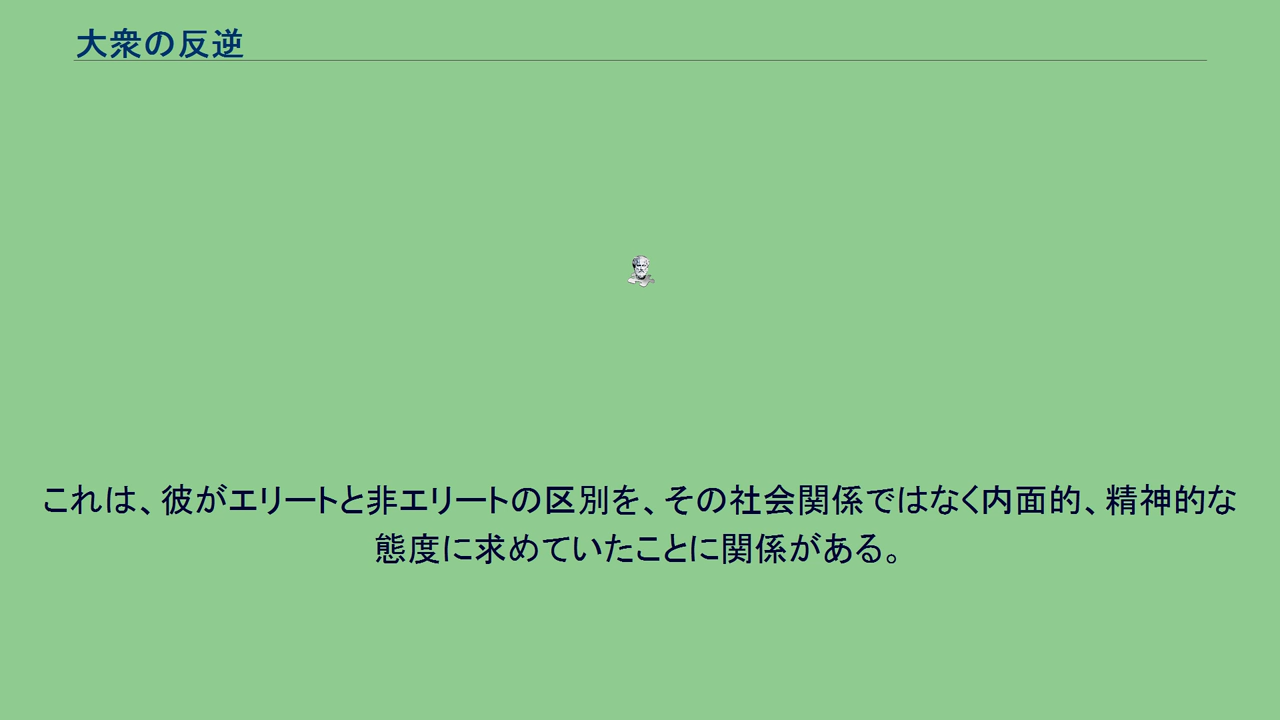 大衆の反逆
これは、彼がエリートと非エリートの区別を、その社会関係ではなく内面的、精神的な
態度に求めていたことに関係がある。